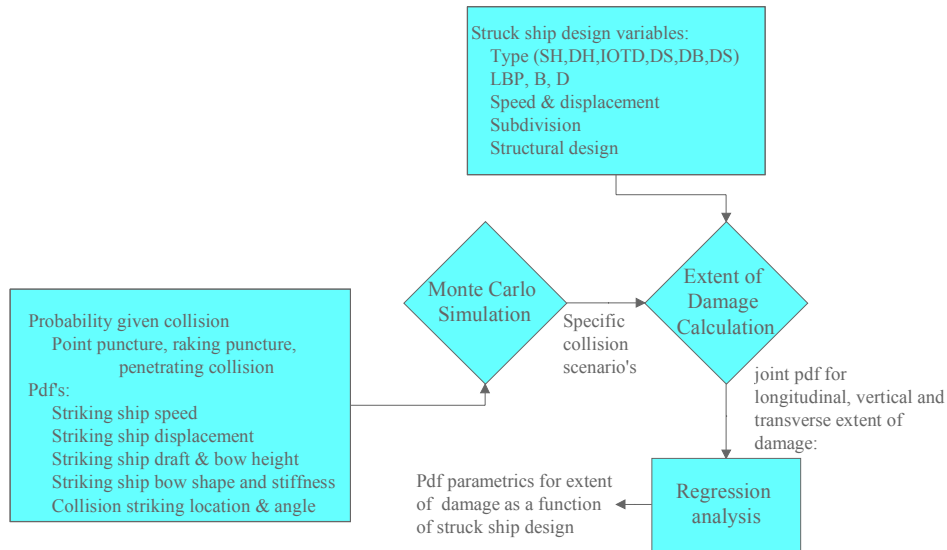 Struck ship design variables:
Type (SH,DH,IOTD,DS,DB,DS)
LBP, B, D
Speed & displacement
Subdivision
Structural design
Probability given collision
Point puncture, raking puncture,
penetrating collision
Pdf's:
Striking ship speed
Striking ship displacement
Striking ship draft & bow height
Striking ship bow shape and stiffness
Collision striking location & angle
Monte Carlo
Simulation
Specific
collision
scenario's
Extent of
Damage
Calculation
joint pdf for
longitudinal, vertical and
transverse extent of
damage:
Regression
analysis
Pdf parametrics for extent
of damage as a function
of struck ship design